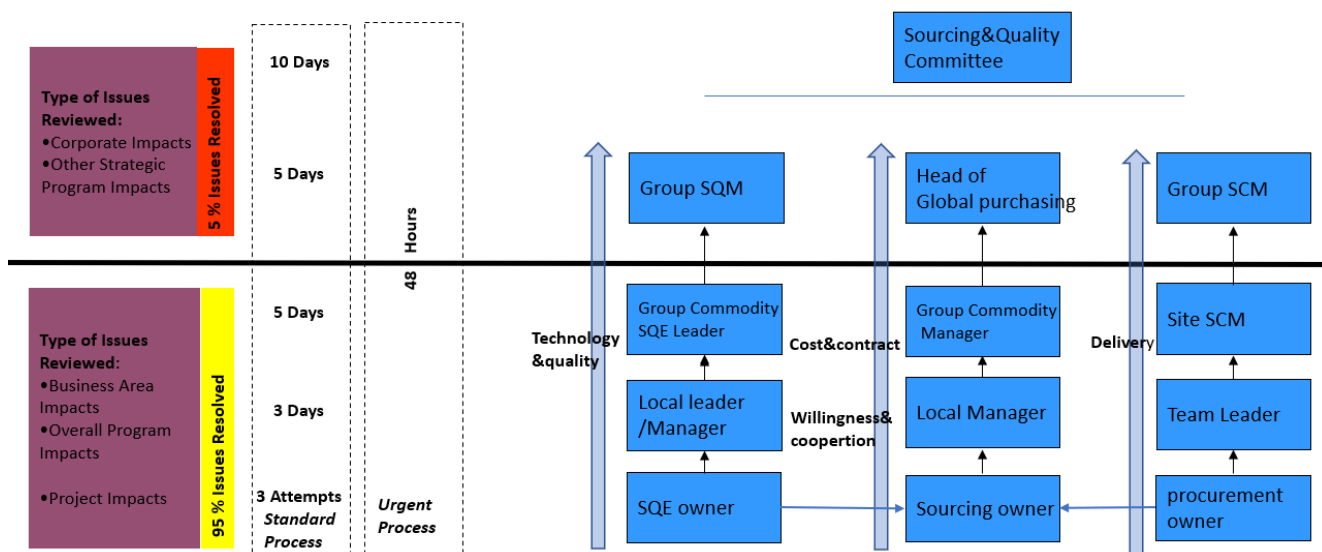 Type of Issues
Reviewed:
•Corporate Impacts
•Other Strategic
Program Impacts
5 % Issues Resolved
Type of Issues
Reviewed:
•Business Area
Impacts
•Overall Program
Impacts
•Project Impacts
95 % Issues Resolved
10 Days
5 Days
5 Days
3 Days
3 Attempts
Standard
Process
48 Hours
Urgent
Process
Sourcing&Quality
Committee
Technology
&quality
Group SQM
Group Commodity
SQE Leader
Local leader
/Manager
SQE owner
Cost&contract
Willingness&
coopertion
Head of
Global purchasing
Group Commodity
Manager
Local Manager
Sourcing owner
Delivery
Group SCM
Site SCM
Team Leader
procurement
owner